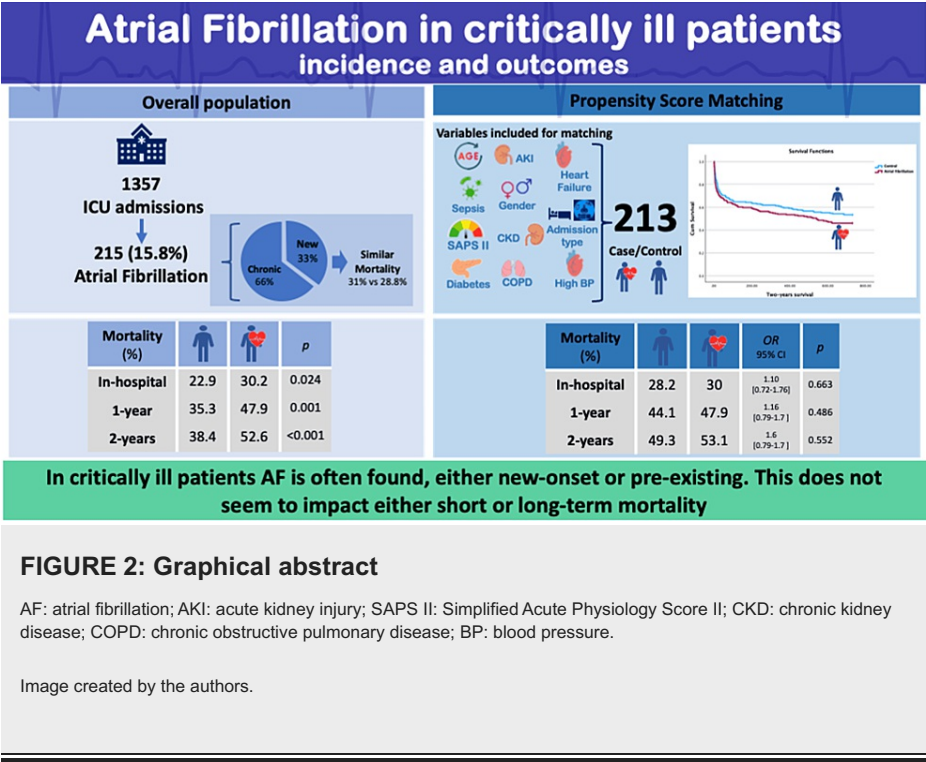 Atrial Fibrillation in critically ill patients
incidence and outcomes
Overall population
1357
ICU admissions
215 (15.8%)
Atrial Fibrillation
New
33%
Chronic
66%
Similar
Mortality
31% vs 28.8%
Mortality
(%)
p
In-hospital 22.9 30.2 0.024
1-year 35.3 47.9 0.001
2-years 38.4 52.6 <0.001
Propensity Score Matching
Variables included for matching
AGE
AKI
Heart
Failure
Sepsis
Gender
SAPS II
CKD
Admission
type
Diabetes
COPD
High BP
213
Case/Control
Survival Functions
Control
Atrial Fibrillation
Cum Survival
Two-years survival
Mortality
(%)
OR
95% CI
p
In-hospital 28.2 30 1.10 0.663
[0.72-1.76]
1-year 44.1 47.9 1.16 0.486
[0.79-1.7]
2-years 49.3 53.1 1.6 0.552
[0.79-1.7]
In critically ill patients AF is often found, either new-onset or pre-existing. This does not
seem to impact either short or long-term mortality
FIGURE 2: Graphical abstract
AF: atrial fibrillation; AKI: acute kidney injury; SAPS II: Simplified Acute Physiology Score II; CKD: chronic kidney
disease; COPD: chronic obstructive pulmonary disease; BP: blood pressure.
Image created by the authors.